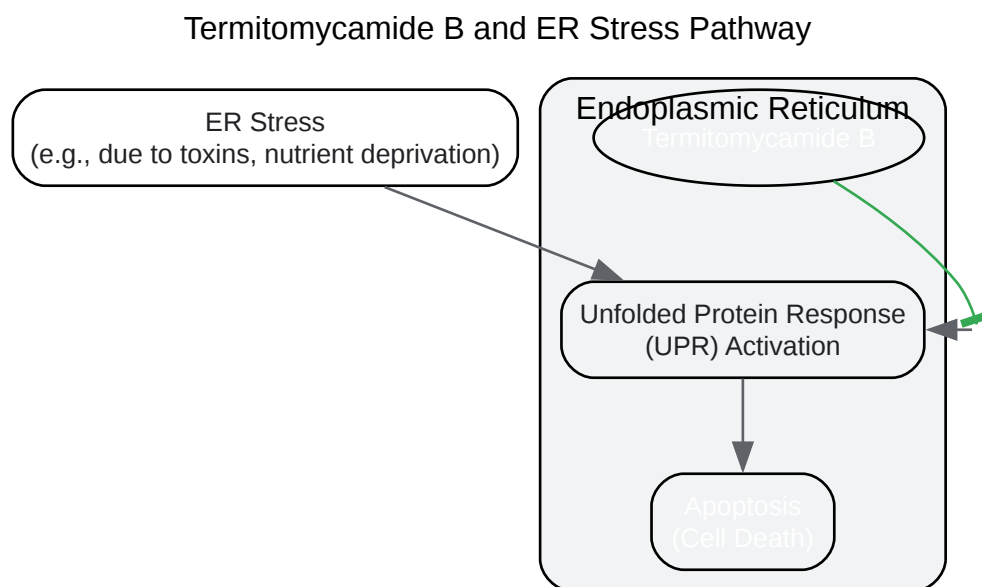 Termitomycamide B and ER Stress Pathway
ER Stress
(e.g., due to toxins, nutrient deprivation)
Endoplasmic Reticulum
Termitomycamide B
Unfolded Protein Response
(UPR) Activation
Apoptosis
(Cell Death)